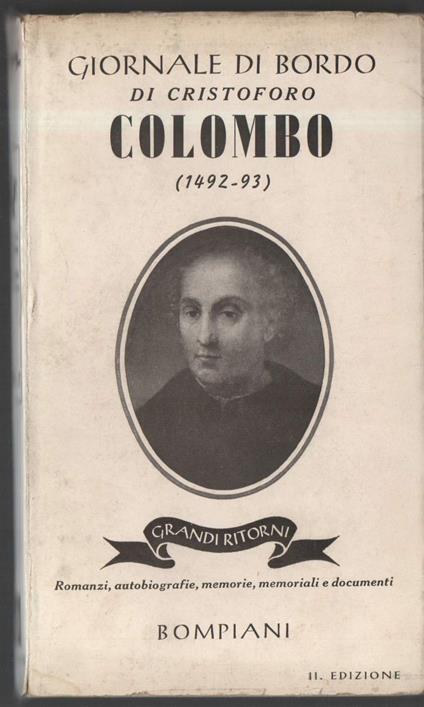 GIORNALE DI BORDO
DI CRISTOFORO
COLOMBO
(1492-93)
GRANDI RITORNI
Romanzi, autobiografie, memorie, memoriali e documenti
BOMPIANI
II. EDIZIONE